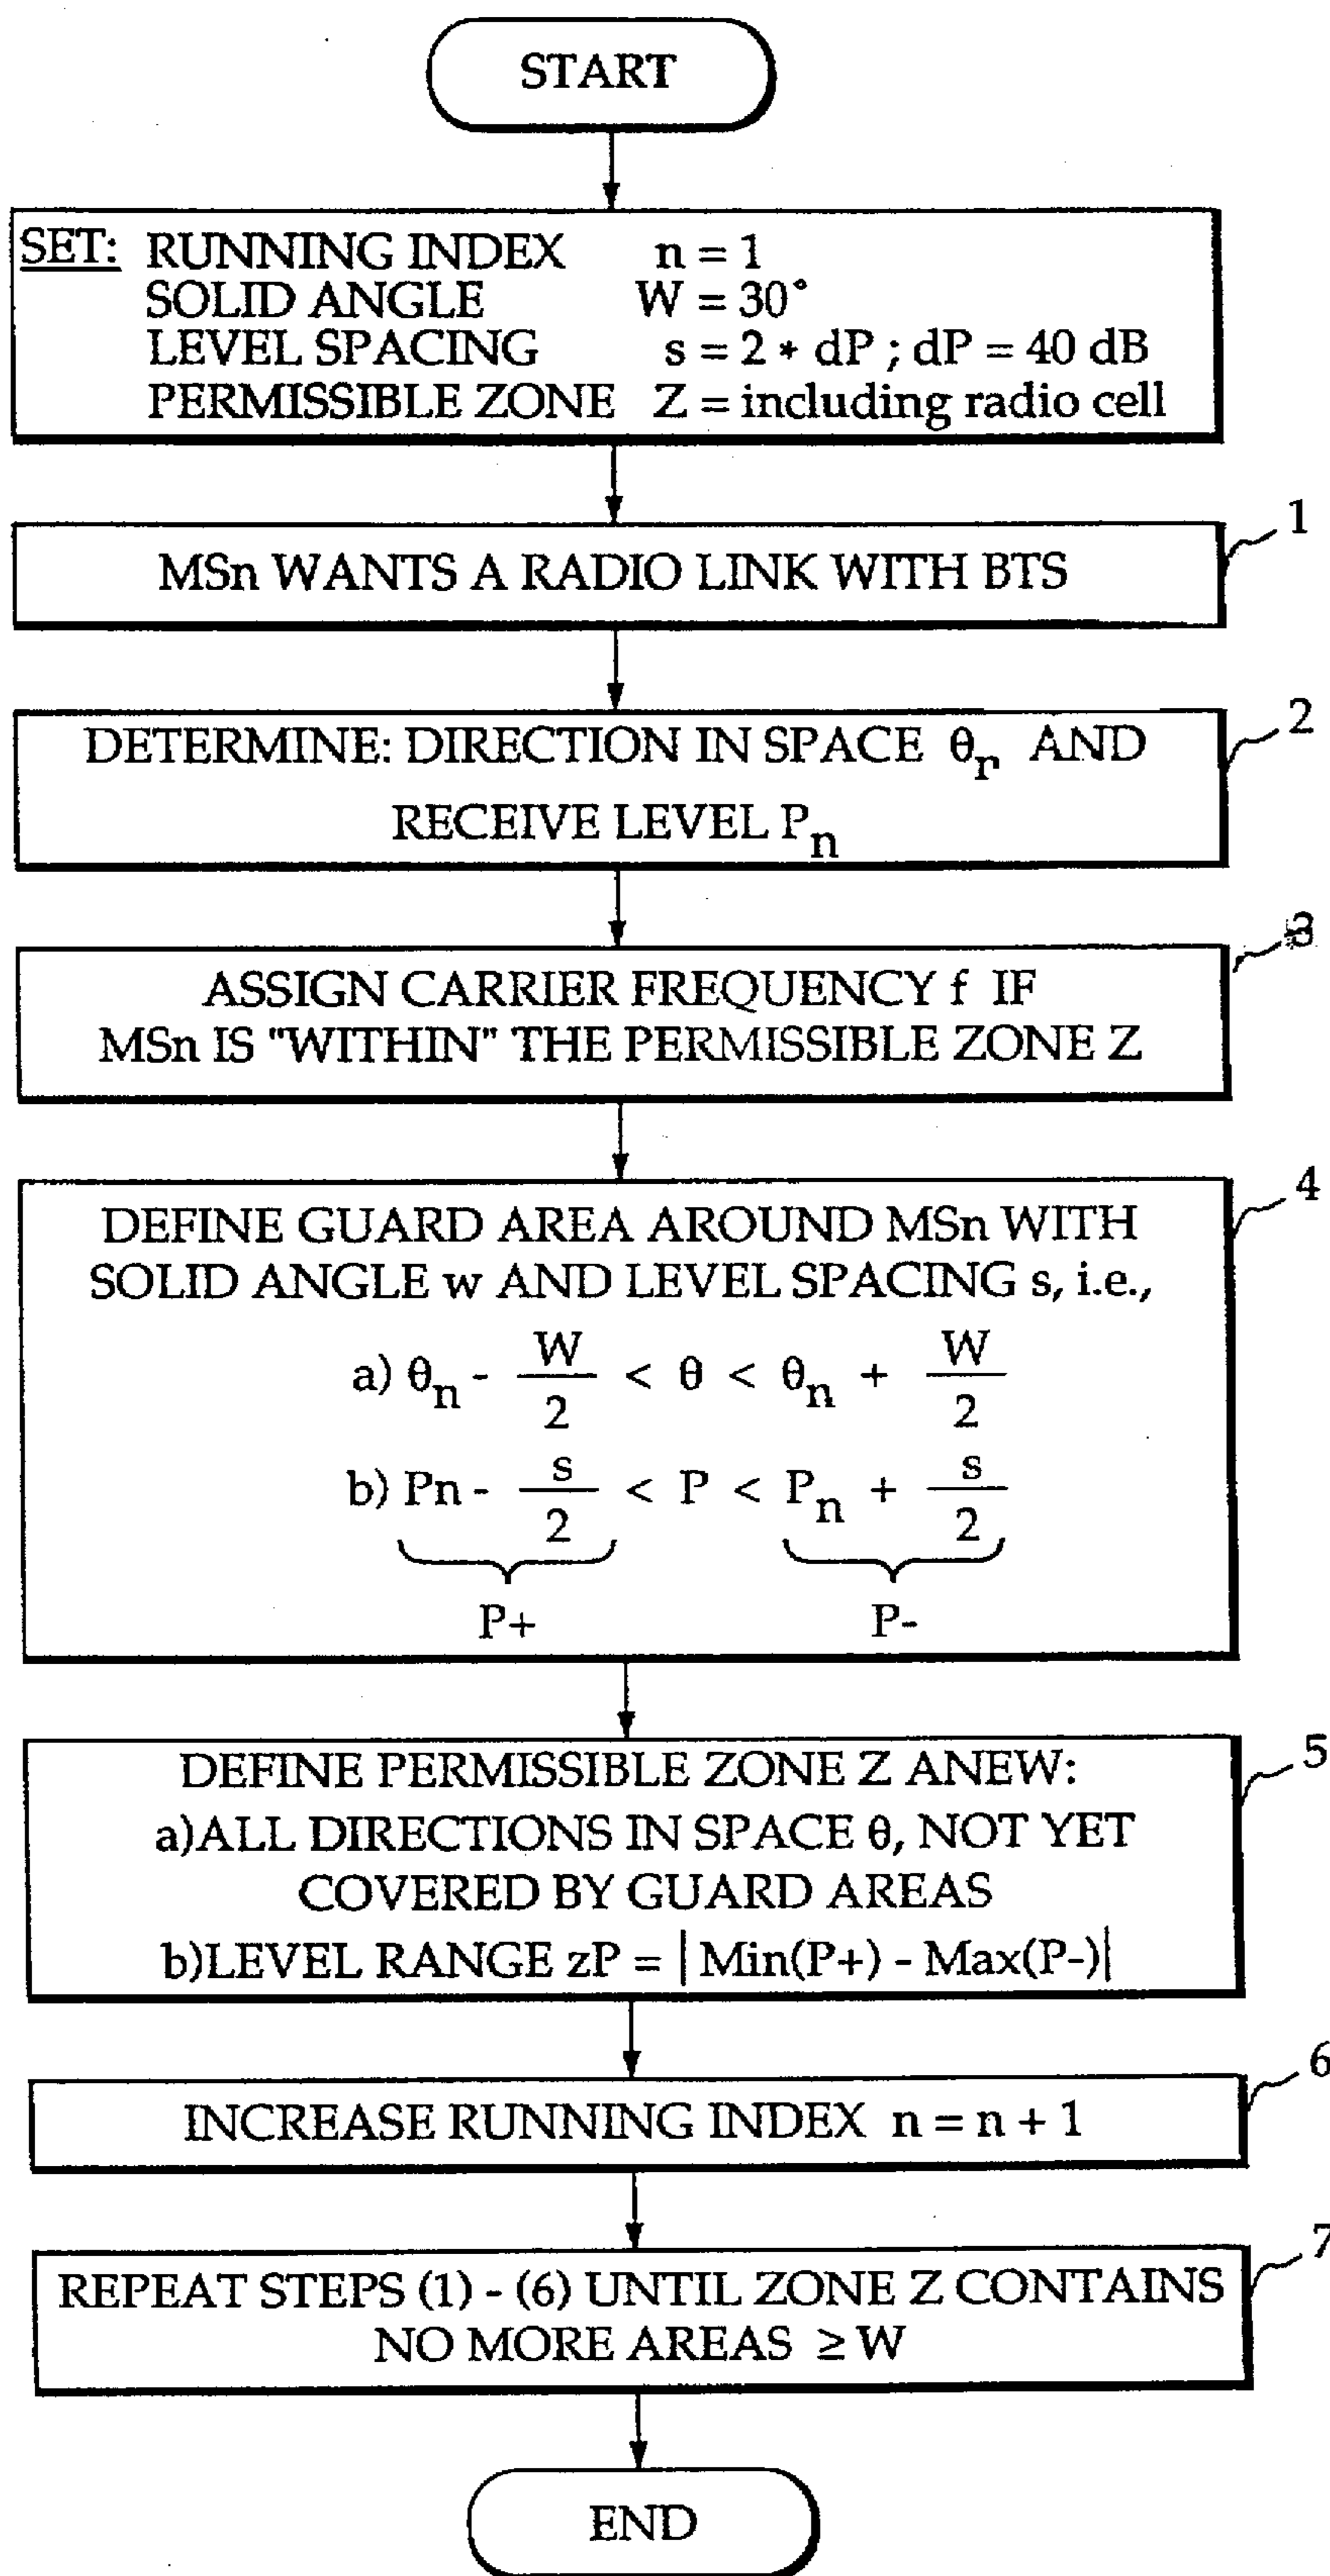 START
SET: RUNNING INDEX n = 1
SOLID ANGLE W = 30°
LEVEL SPACING s = 2 * dP ; dP = 40 dB
PERMISSIBLE ZONE Z = including radio cell
1
MSn WANTS A RADIO LINK WITH BTS
2
DETERMINE: DIRECTION IN SPACE θr AND
RECEIVE LEVEL Pn
3
ASSIGN CARRIER FREQUENCY f IF
MSn IS "WITHIN" THE PERMISSIBLE ZONE Z
4
DEFINE GUARD AREA AROUND MSn WITH
SOLID ANGLE w AND LEVEL SPACING s, i.e.,
a) θn - W/2 < θ < θn + W/2
b) Pn - s/2 < P < Pn + s/2
P+ P-
5
DEFINE PERMISSIBLE ZONE Z ANEW:
a)ALL DIRECTIONS IN SPACE θ, NOT YET
COVERED BY GUARD AREAS
b)LEVEL RANGE zP = | Min(P+) - Max(P-)|
6
INCREASE RUNNING INDEX n = n + 1
7
REPEAT STEPS (1) - (6) UNTIL ZONE Z CONTAINS
NO MORE AREAS ≥ W
END